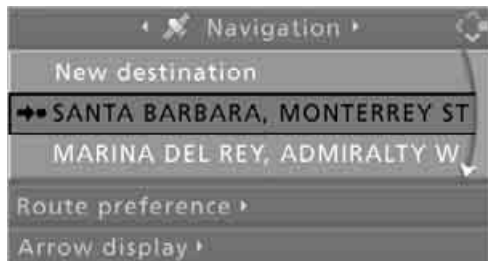 Navigation
New destination
SANTA BARBARA, MONTERREY ST
MARINA DEL REY, ADMIRALTY W
Route preference
Arrow display